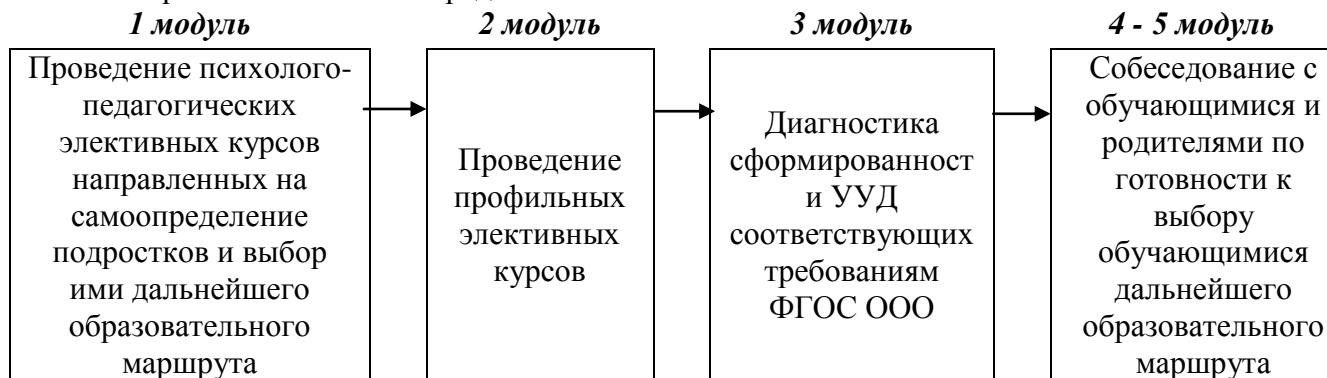 1 модуль
2 модуль
3 модуль
4 - 5 модуль
Проведение психолого-
педагогических
элективных курсов
направленных на
самоопределение
подростков и выбор
ими дальнейшего
образовательного
маршрута
Проведение
профильных
элективных
курсов
Диагностика
сформированност
и УУД
соответствующих
требованиям
ФГОС ООО
Собеседование с
обучающимися и
родителями по
готовности к
выбору
обучающимися
дальнейшего
образовательного
маршрута